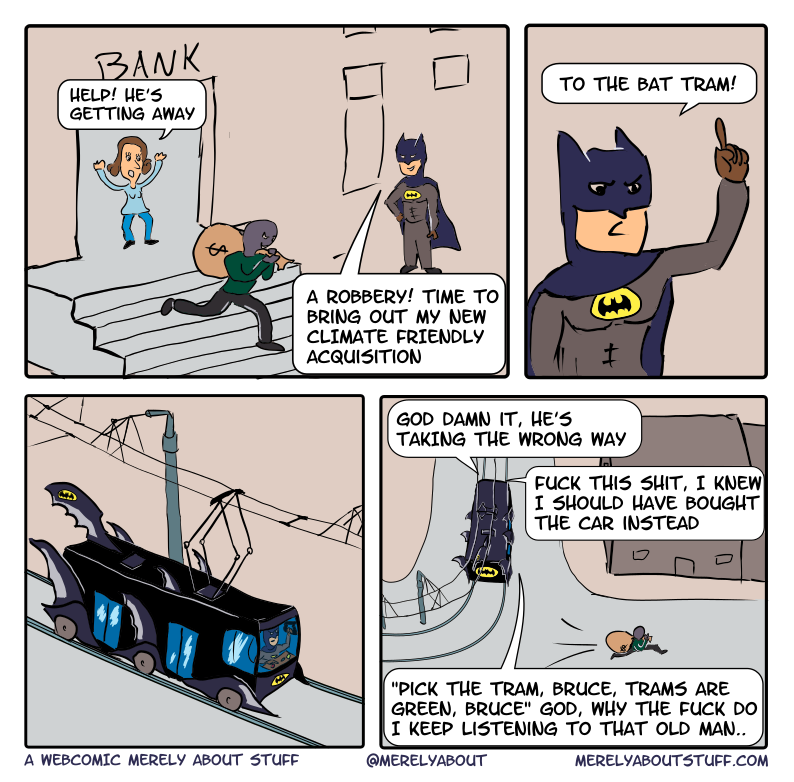 BANK
HELP! HE'S
GETTING AWAY
$
A ROBBERY! TIME TO
BRING OUT MY NEW
CLIMATE FRIENDLY
ACQUISITION
TO THE BAT TRAM!
GOD DAMN IT, HE'S
TAKING THE WRONG WAY
FUCK THIS SHIT, I KNEW
I SHOULD HAVE BOUGHT
THE CAR INSTEAD
"PICK THE TRAM, BRUCE, TRAMS ARE
GREEN, BRUCE" GOD, WHY THE FUCK DO
I KEEP LISTENING TO THAT OLD MAN..
A WEBCOMIC MERELY ABOUT STUFF
@MERELYABOUT
MERELYABOUTSTUFF.COM